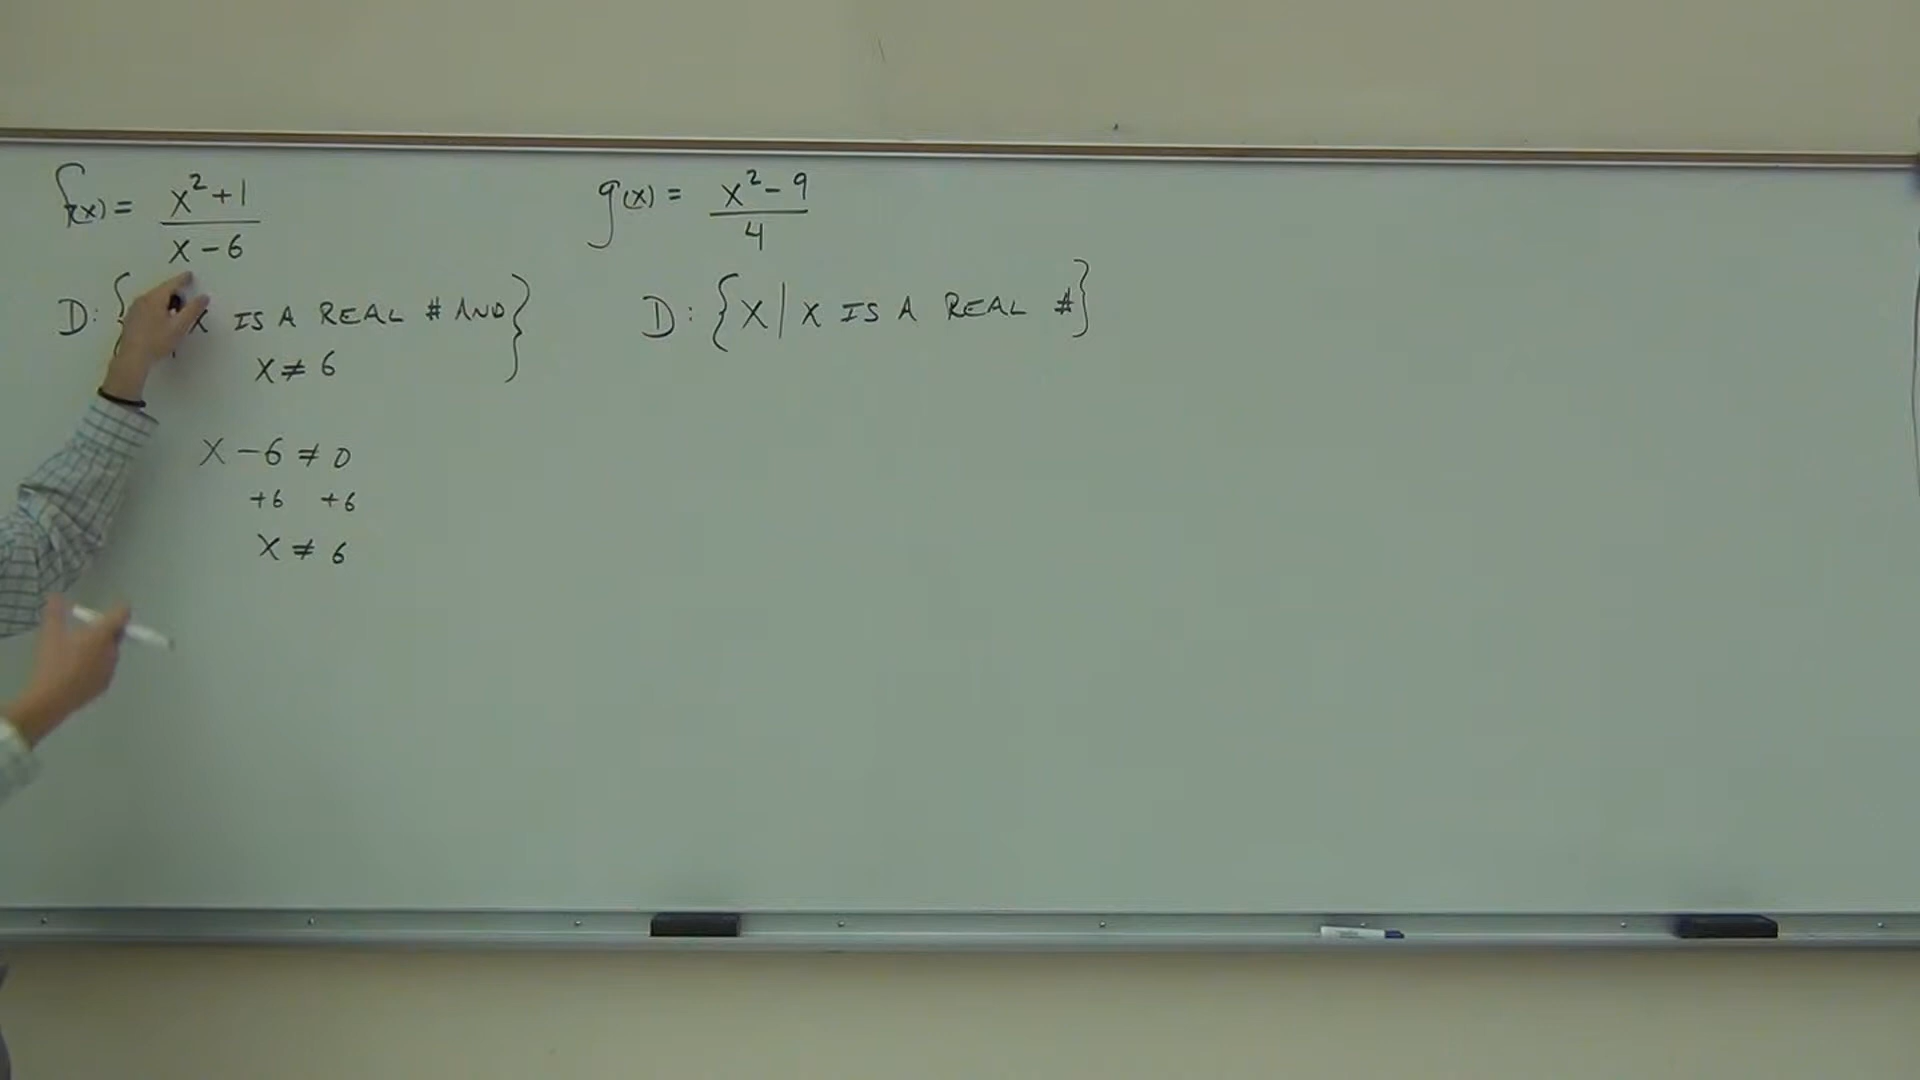 f(x) = x²+1
x-6
D: { X IS A REAL # AND }
X ≠ 6
X - 6 ≠ 0
+6 +6
X ≠ 6
g(x) = x²-9
4
D: {X | X IS A REAL #}